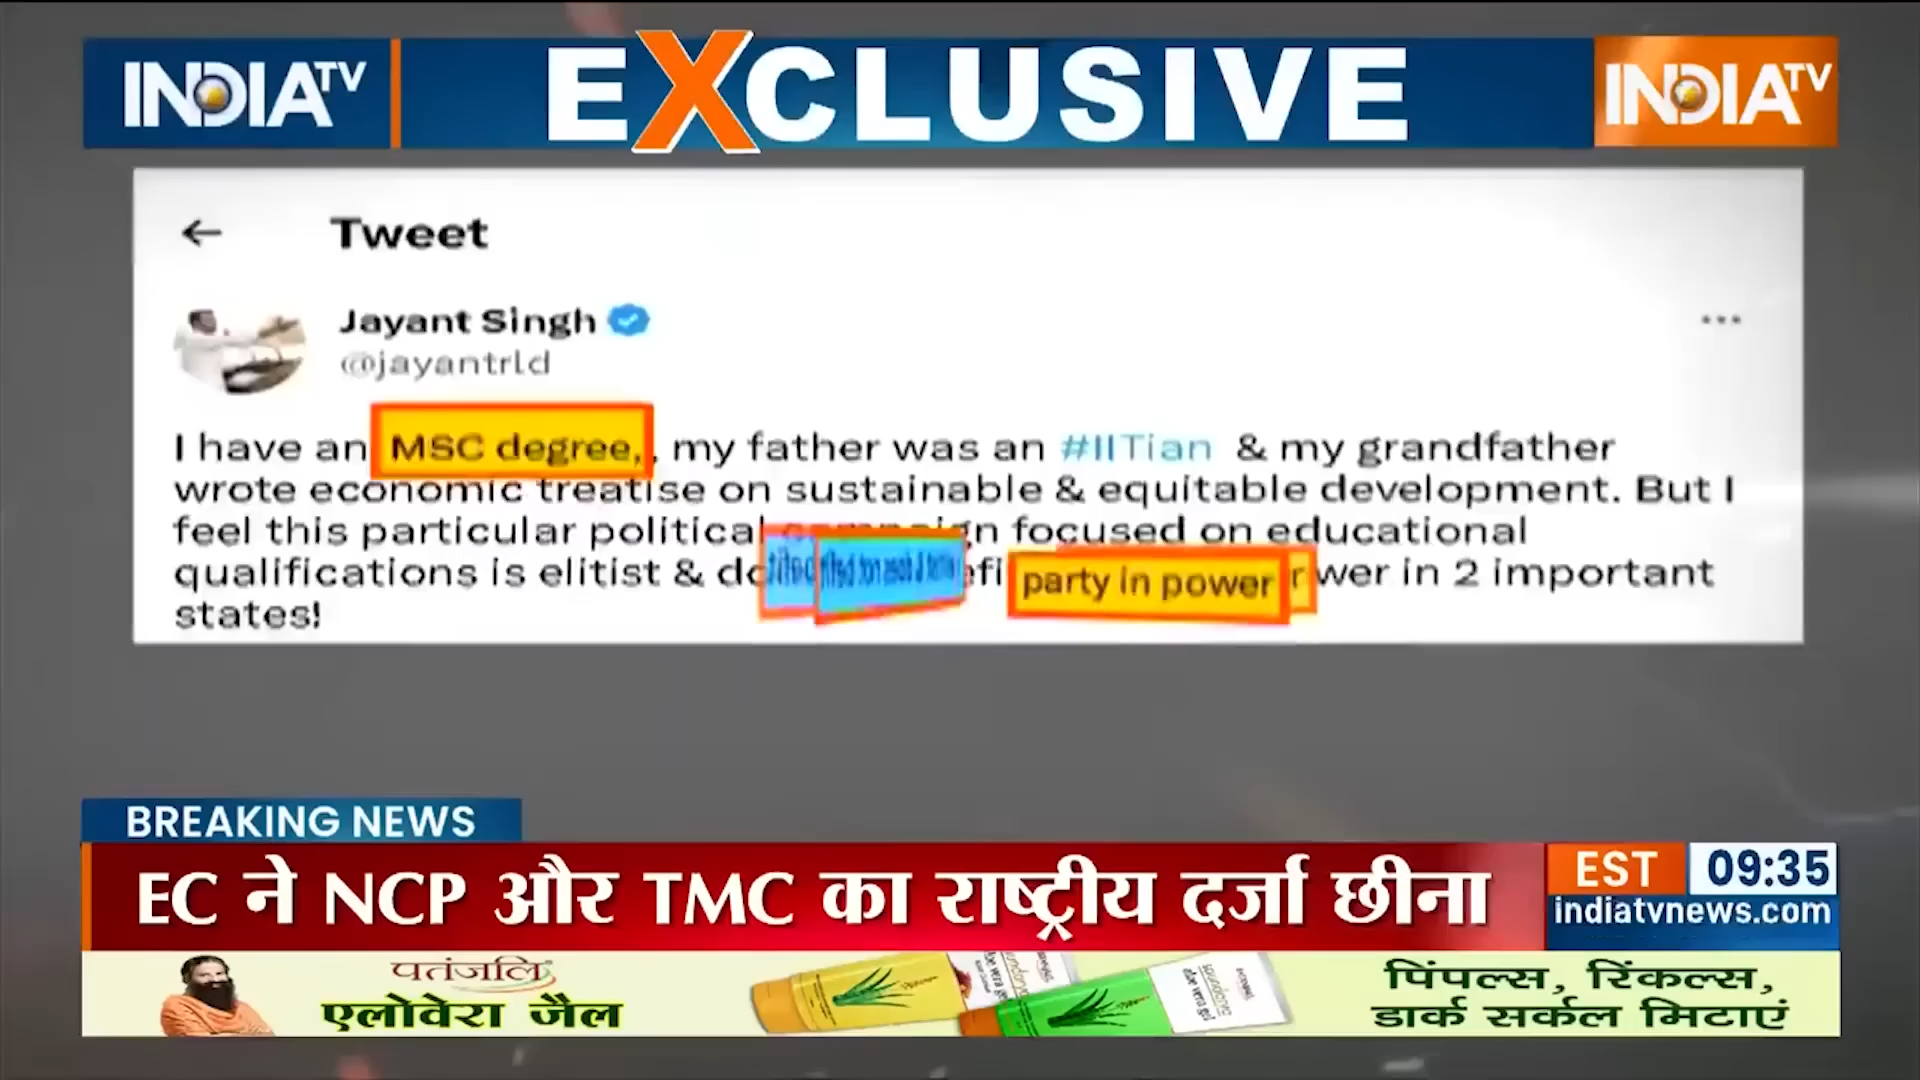 INDIA TV
EXCLUSIVE
INDIA TV
Tweet
Jayant Singh
@jayantrld
I have an MSC degree, my father was an #IITian & my grandfather
wrote economic treatise on sustainable & equitable development. But I
feel this particular political focused on educational
qualifications is elitist & party in power wer in 2 important
states!
BREAKING NEWS
EC ने NCP और TMC का राष्ट्रीय दर्जा छीना
EST 09:35
indiatvnews.com
पतंजलि
एलोवेरा जैल
पिंपल्स, रिंकल्स,
डार्क सर्कल मिटाएं